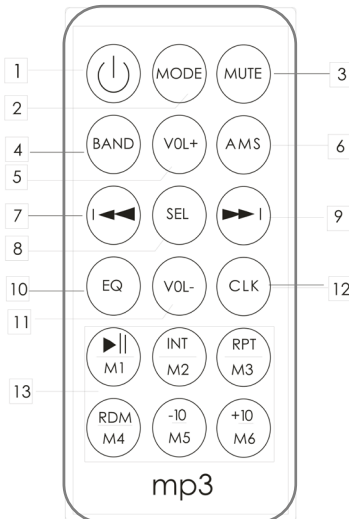 1
MODE
MUTE
3
2
4
BAND
VOL+
AMS
6
5
7
SEL
9
8
10
EQ
VOL-
CLK
12
11
M1
INT
M2
RPT
M3
13
RDM
M4
-10
M5
+10
M6
mp3